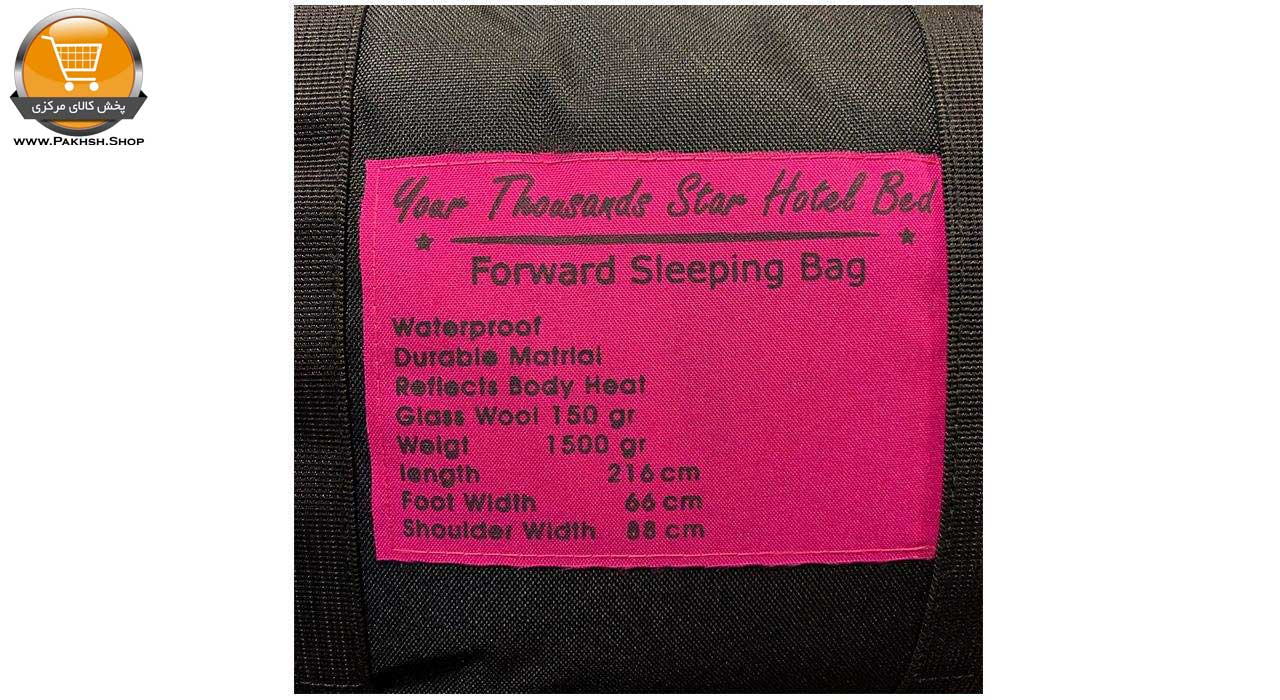 پخش کالای مرکزی
www.Pakhsh.Shop
Your Thousands Star Hotel Bed
Forward Sleeping Bag
Waterproof
Durable Matrial
Reflects Body Heat
Glass Wool 150 gr
Weigt 1500 gr
length 216 cm
Foot Width 66 cm
Shoulder Width 88 cm